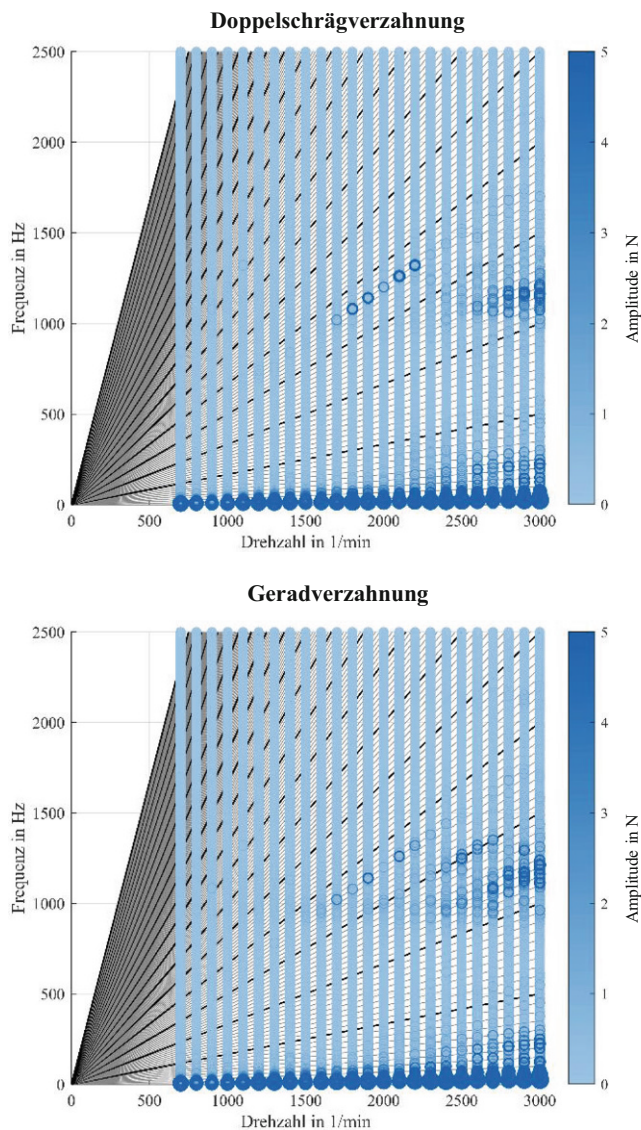 Doppelschrägverzahnung
2500
2000
1500
1000
500
0
Frequenz in Hz
0 500 1000 1500 2000 2500 3000
Drehzahl in 1/min
5
4
3
2
1
0
Amplitude in N
Geradverzahnung
2500
2000
1500
1000
500
0
Frequenz in Hz
0 500 1000 1500 2000 2500 3000
Drehzahl in 1/min
5
4
3
2
1
0
Amplitude in N